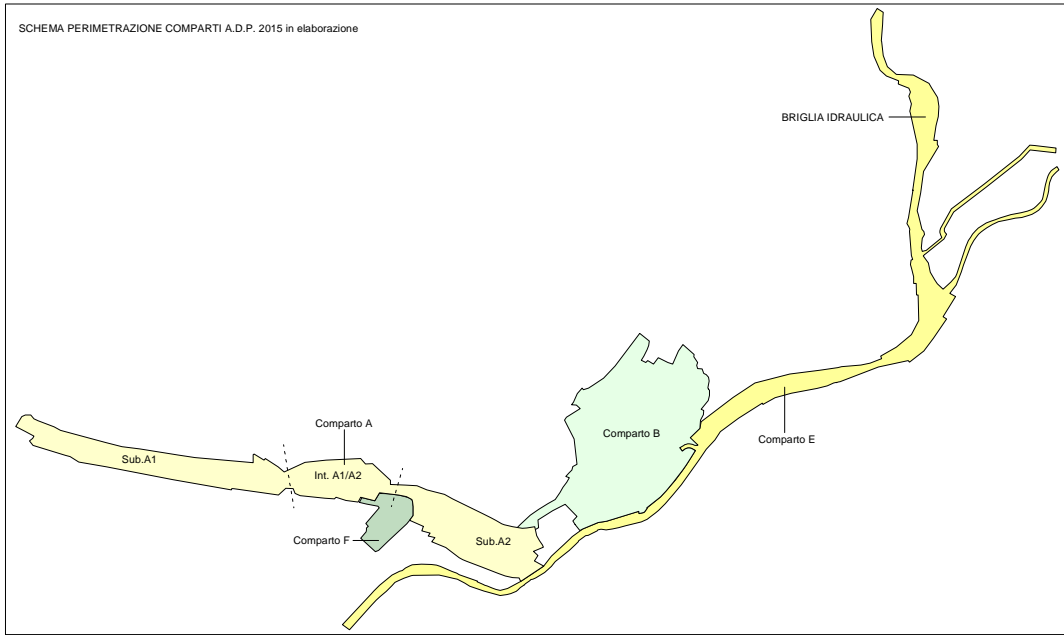 SCHEMA PERIMETRAZIONE COMPARTI A.D.P. 2015 in elaborazione
BRIGLIA IDRAULICA
Comparto A
Comparto B
Comparto E
Sub.A1
Int. A1/A2
Comparto F
Sub.A2